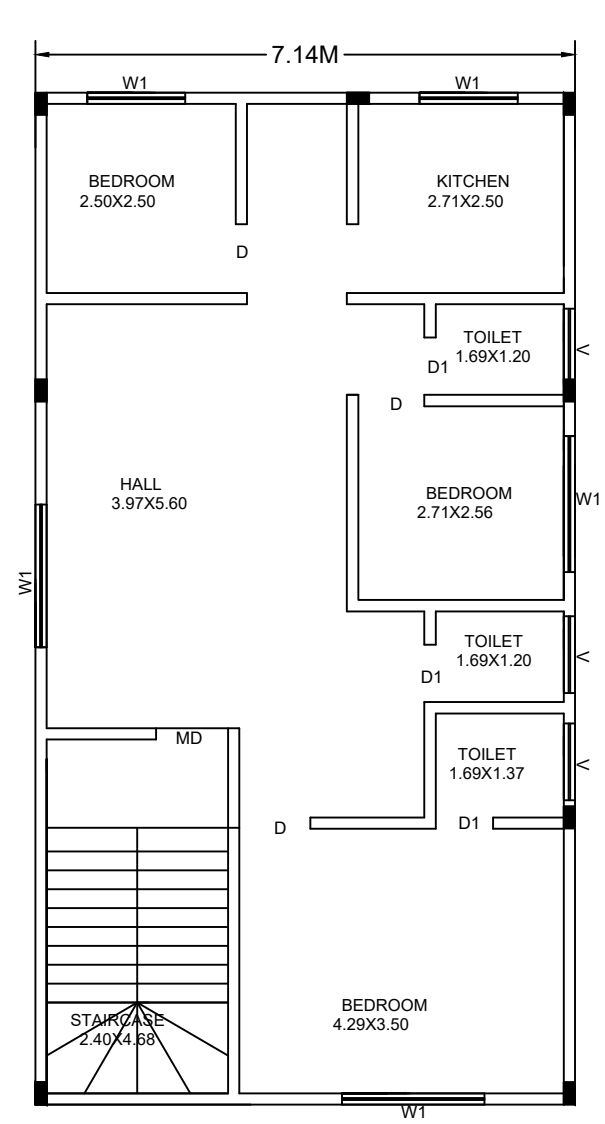 7.14M
W1
W1
BEDROOM
2.50X2.50
KITCHEN
2.71X2.50
D
TOILET
1.69X1.20
V
D1
D
HALL
3.97X5.60
BEDROOM
2.71X2.56
W1
W1
TOILET
1.69X1.20
V
D1
MD
TOILET
1.69X1.37
V
D
D1
BEDROOM
4.29X3.50
STAIRCASE
2.40X4.68
W1